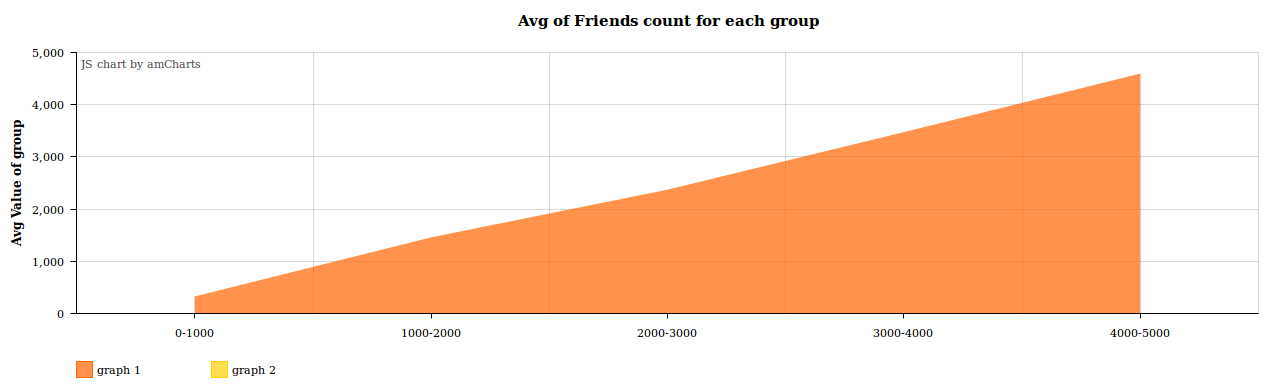 Avg of Friends count for each group
JS chart by amCharts
Avg Value of group
5,000
4,000
3,000
2,000
1,000
0
0-1000
1000-2000
2000-3000
3000-4000
4000-5000
graph 1
graph 2